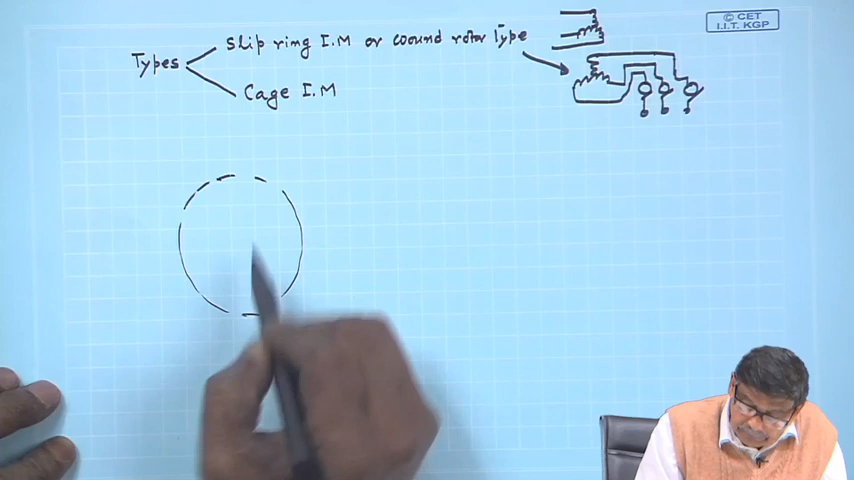 Types
Slip ring I.M or wound rotor Type
Cage I.M
© CET
I.I.T. KGP